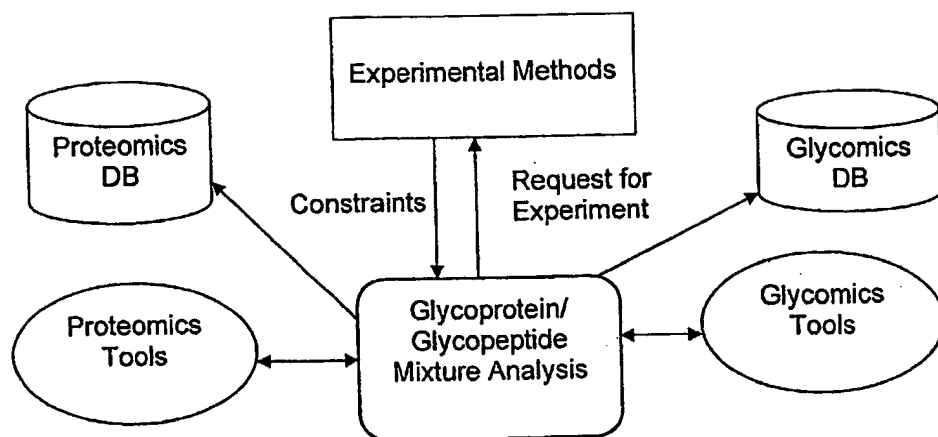 Experimental Methods
Proteomics
DB
Glycomics
DB
Constraints
Request for
Experiment
Proteomics
Tools
Glycoprotein/
Glycopeptide
Mixture Analysis
Glycomics
Tools